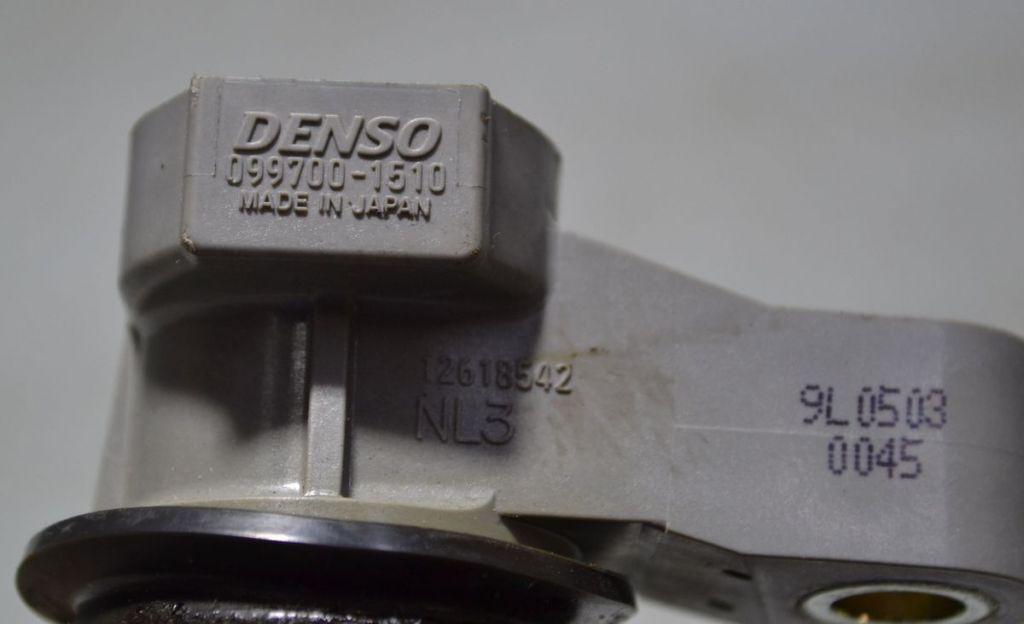 DENSO
099700-1510
MADE IN JAPAN
12618542
NL3
9L0503
0045